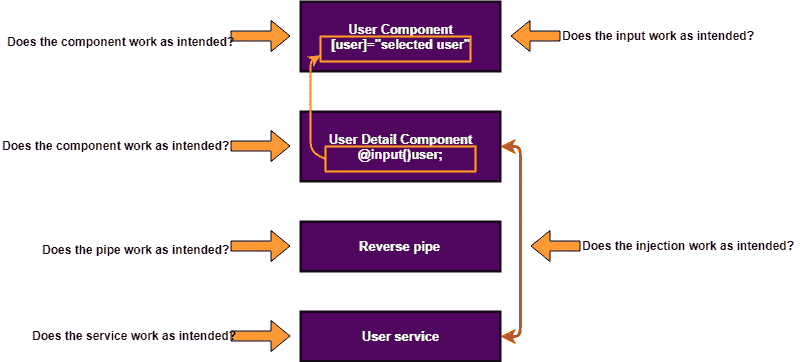 User Component
[user]="selected user"
Does the component work as intended?
Does the input work as intended?
User Detail Component
@input()user;
Does the component work as intended?
Reverse pipe
Does the pipe work as intended?
Does the injection work as intended?
User service
Does the service work as intended?